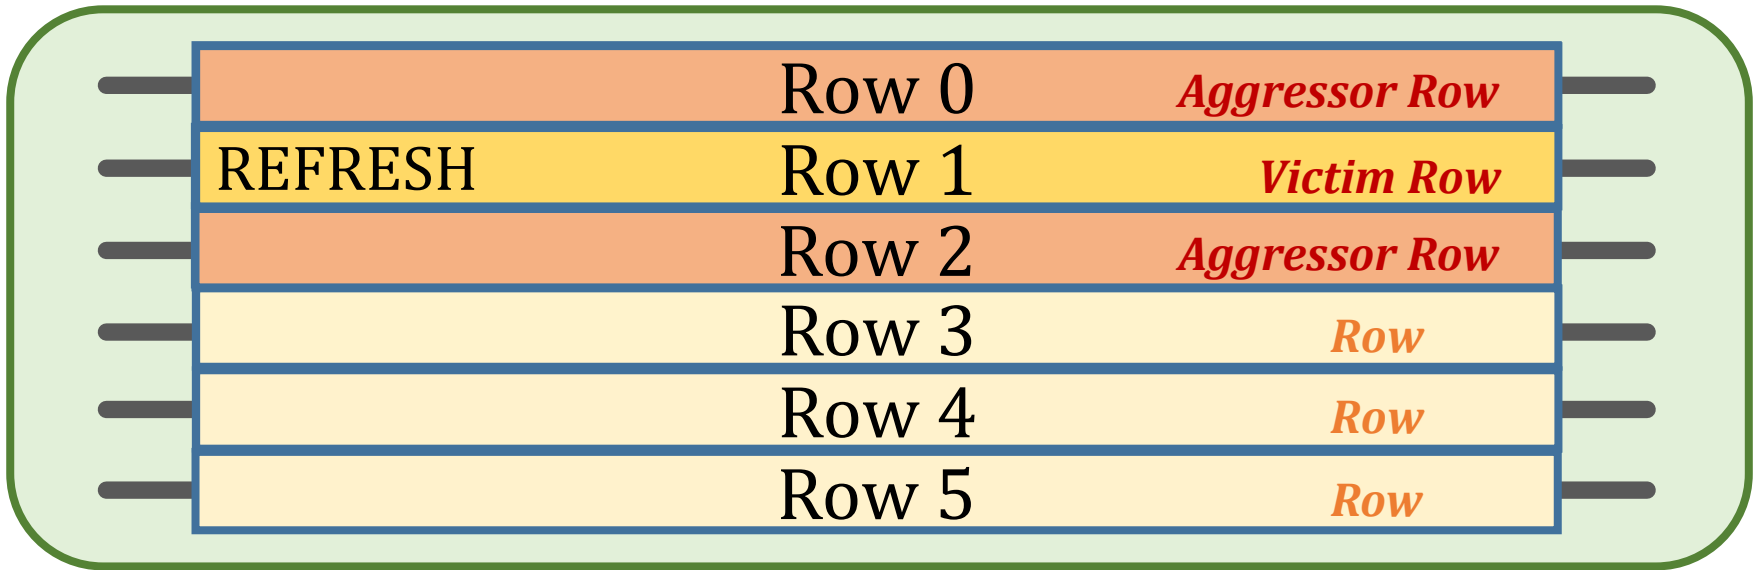 Row 0 Aggressor Row
REFRESH Row 1 Victim Row
Row 2 Aggressor Row
Row 3 Row
Row 4 Row
Row 5 Row